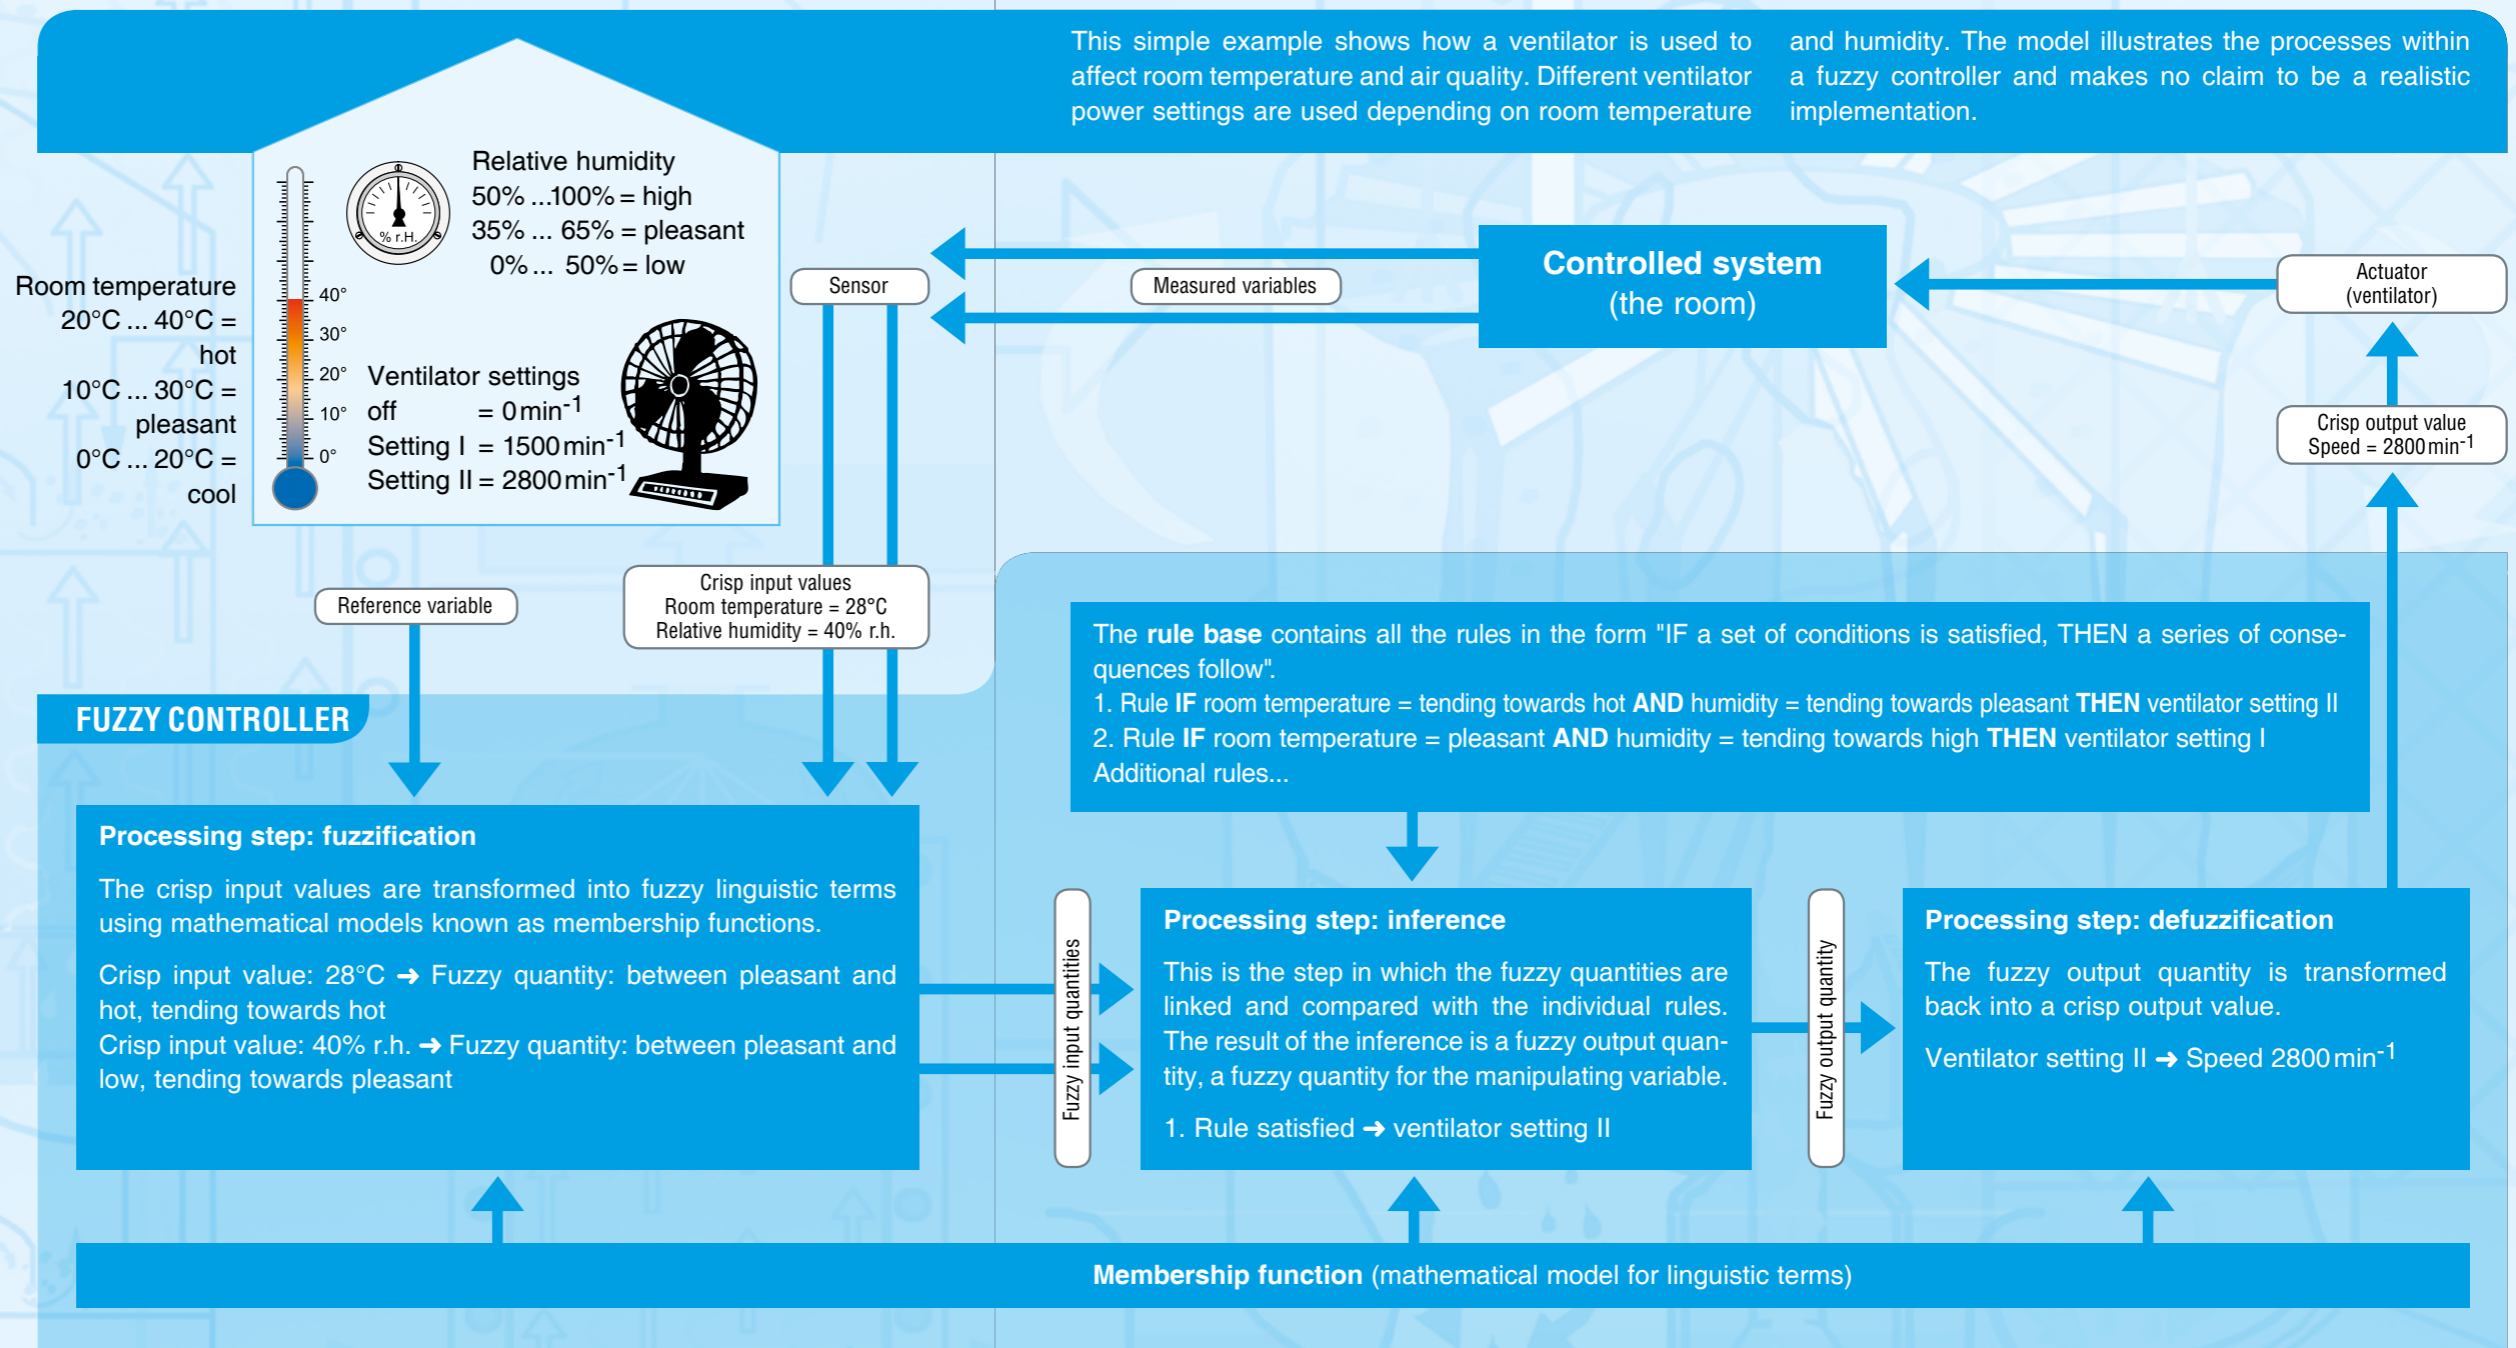 This simple example shows how a ventilator is used to
affect room temperature and air quality. Different ventilator
power settings are used depending on room temperature
and humidity. The model illustrates the processes within
a fuzzy controller and makes no claim to be a realistic
implementation.
Relative humidity
50% ...100% = high
35% ... 65% = pleasant
0% ... 50% = low
% r.H.
Room temperature
20°C ... 40°C =
hot
10°C ... 30°C =
pleasant
0°C ... 20°C =
cool
40°
30°
20°
10°
0°
Ventilator settings
off = 0 min-1
Setting I = 1500 min-1
Setting II = 2800 min-1
Sensor
Measured variables
Controlled system
(the room)
Actuator
(ventilator)
Crisp output value
Speed = 2800 min-1
Reference variable
Crisp input values
Room temperature = 28°C
Relative humidity = 40% r.h.
The rule base contains all the rules in the form "IF a set of conditions is satisfied, THEN a series of conse-
quences follow".
1. Rule IF room temperature = tending towards hot AND humidity = tending towards pleasant THEN ventilator setting II
2. Rule IF room temperature = pleasant AND humidity = tending towards high THEN ventilator setting I
Additional rules...
FUZZY CONTROLLER
Processing step: fuzzification
The crisp input values are transformed into fuzzy linguistic terms
using mathematical models known as membership functions.
Crisp input value: 28°C ➜ Fuzzy quantity: between pleasant and
hot, tending towards hot
Crisp input value: 40% r.h. ➜ Fuzzy quantity: between pleasant and
low, tending towards pleasant
Fuzzy input quantities
Processing step: inference
This is the step in which the fuzzy quantities are
linked and compared with the individual rules.
The result of the inference is a fuzzy output quan-
tity, a fuzzy quantity for the manipulating variable.
1. Rule satisfied ➜ ventilator setting II
Fuzzy output quantity
Processing step: defuzzification
The fuzzy output quantity is transformed
back into a crisp output value.
Ventilator setting II ➜ Speed 2800 min-1
Membership function (mathematical model for linguistic terms)